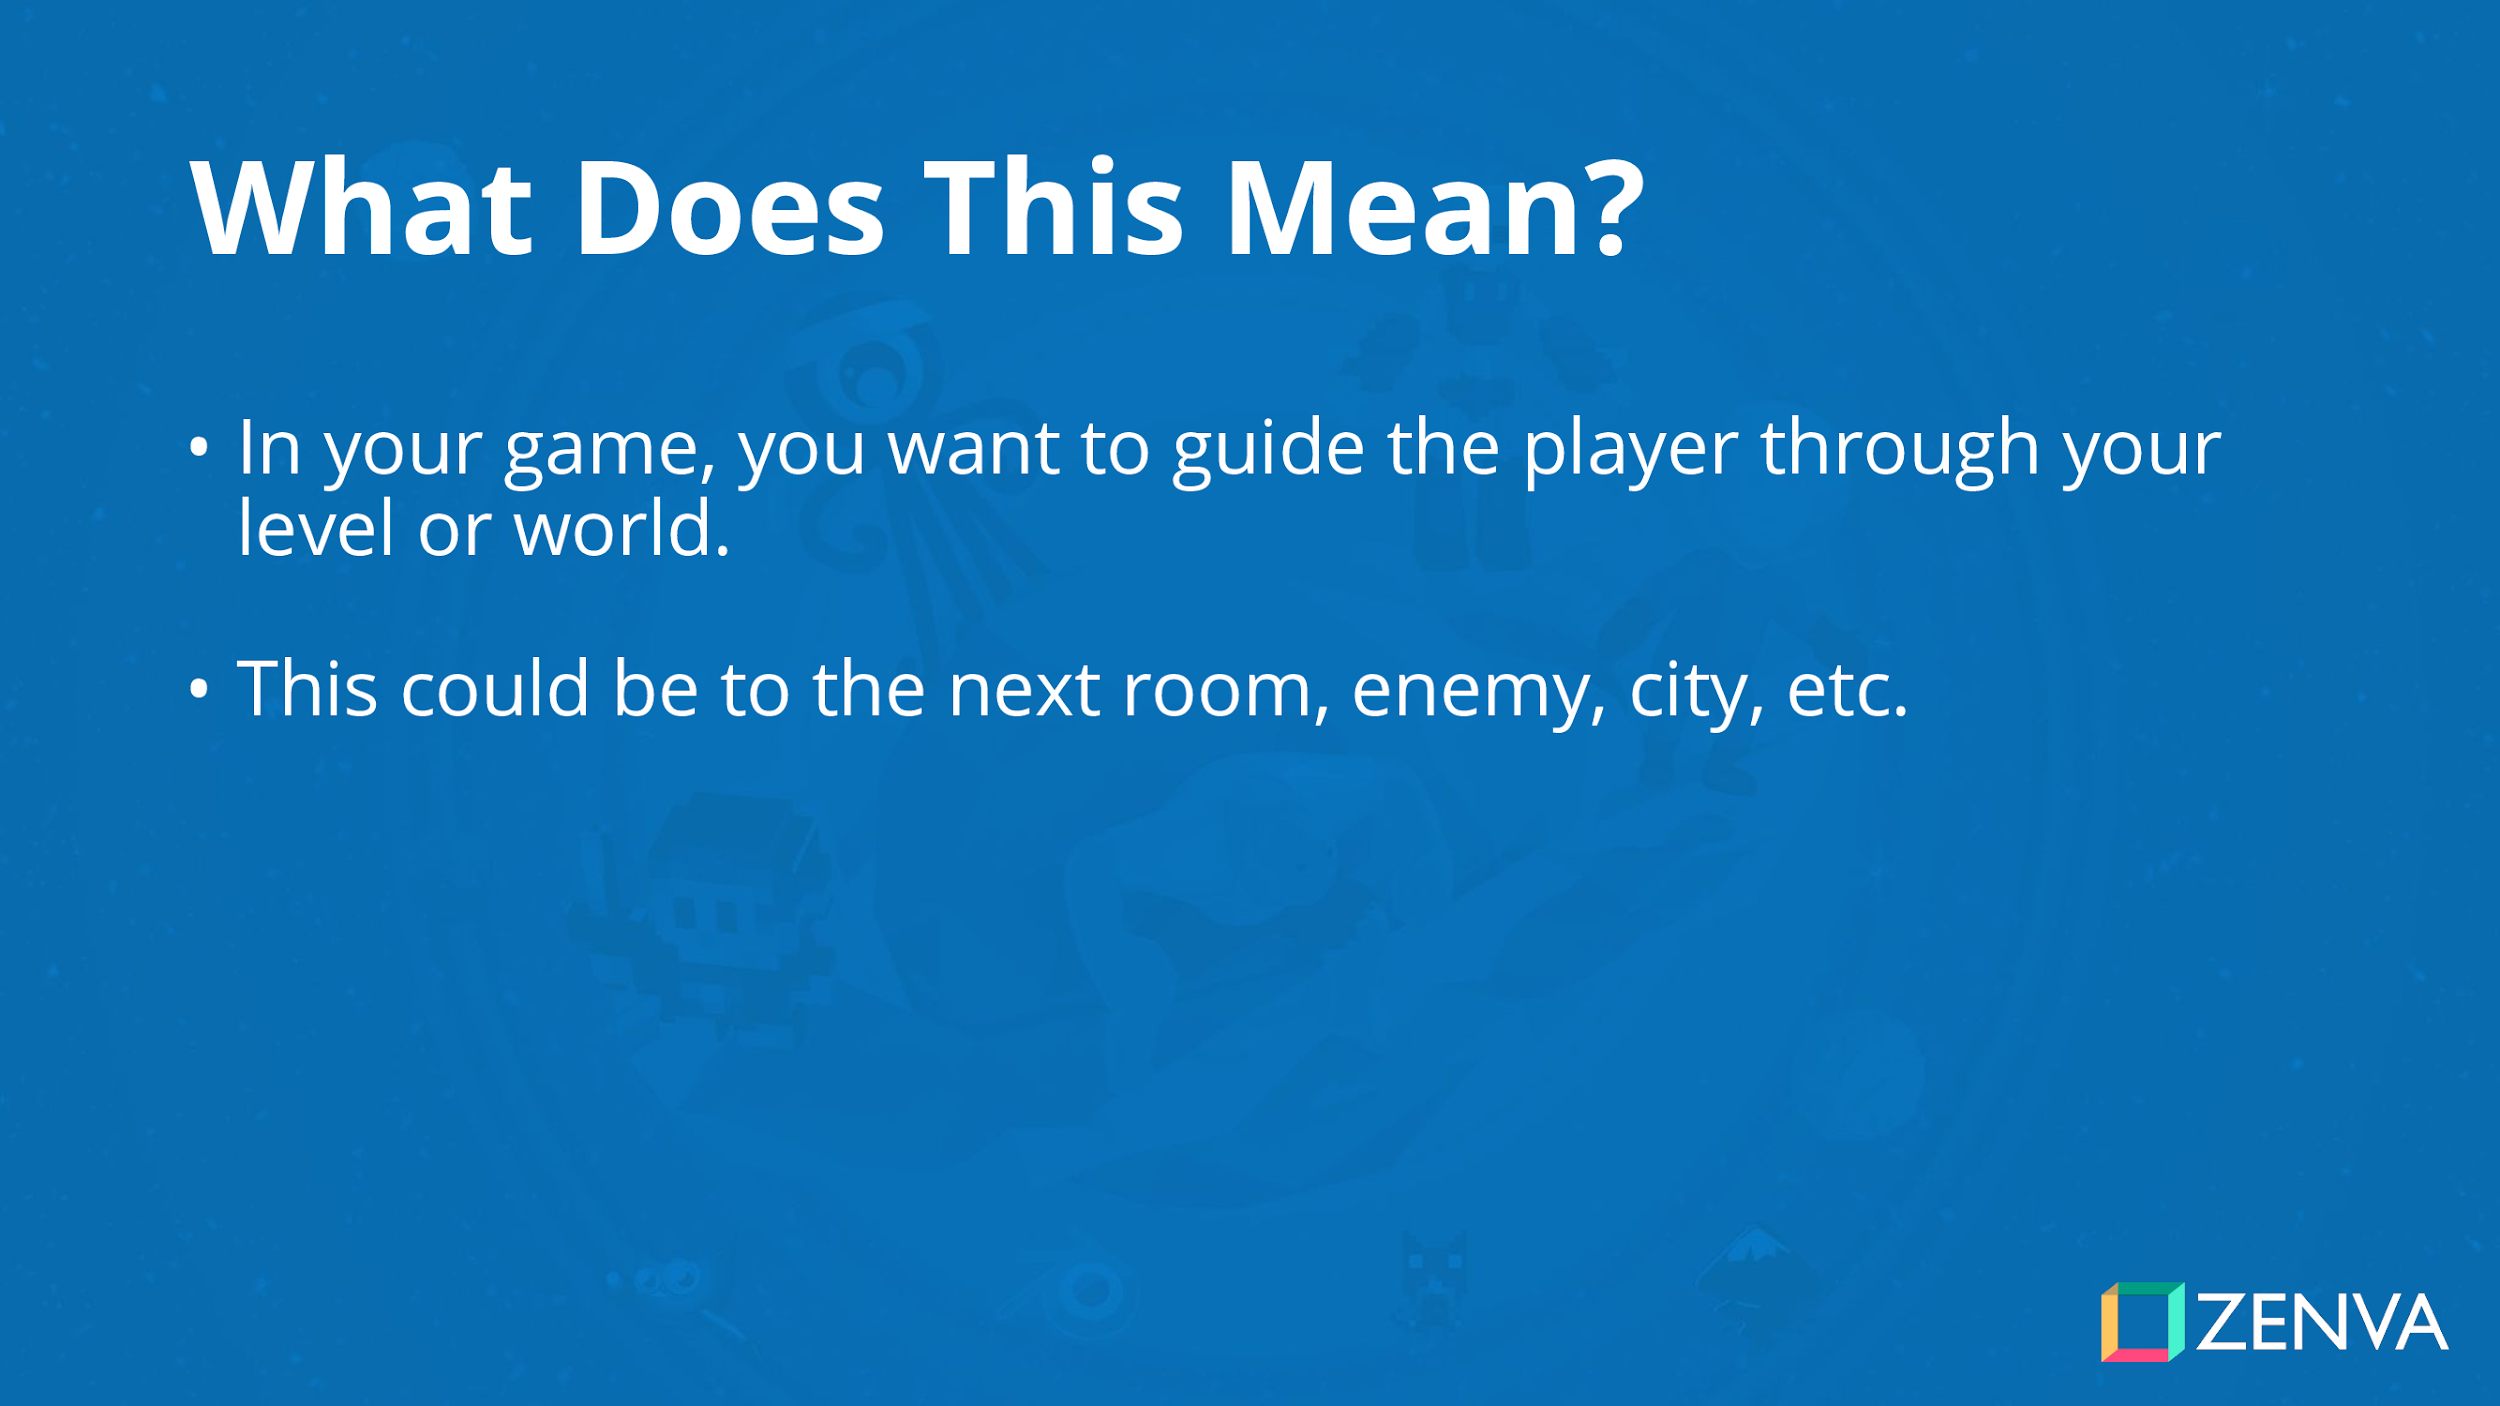 What Does This Mean?
• In your game, you want to guide the player through your
level or world.
• This could be to the next room, enemy, city, etc.
ZENVA